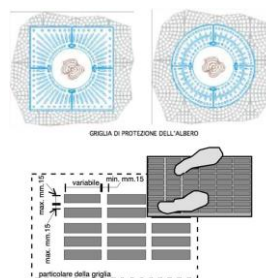 GRIGLIA DI PROTEZIONE DELL'ALBERO
variabile
min. mm.15
max. mm.15
max. mm.15
particolare della griglia